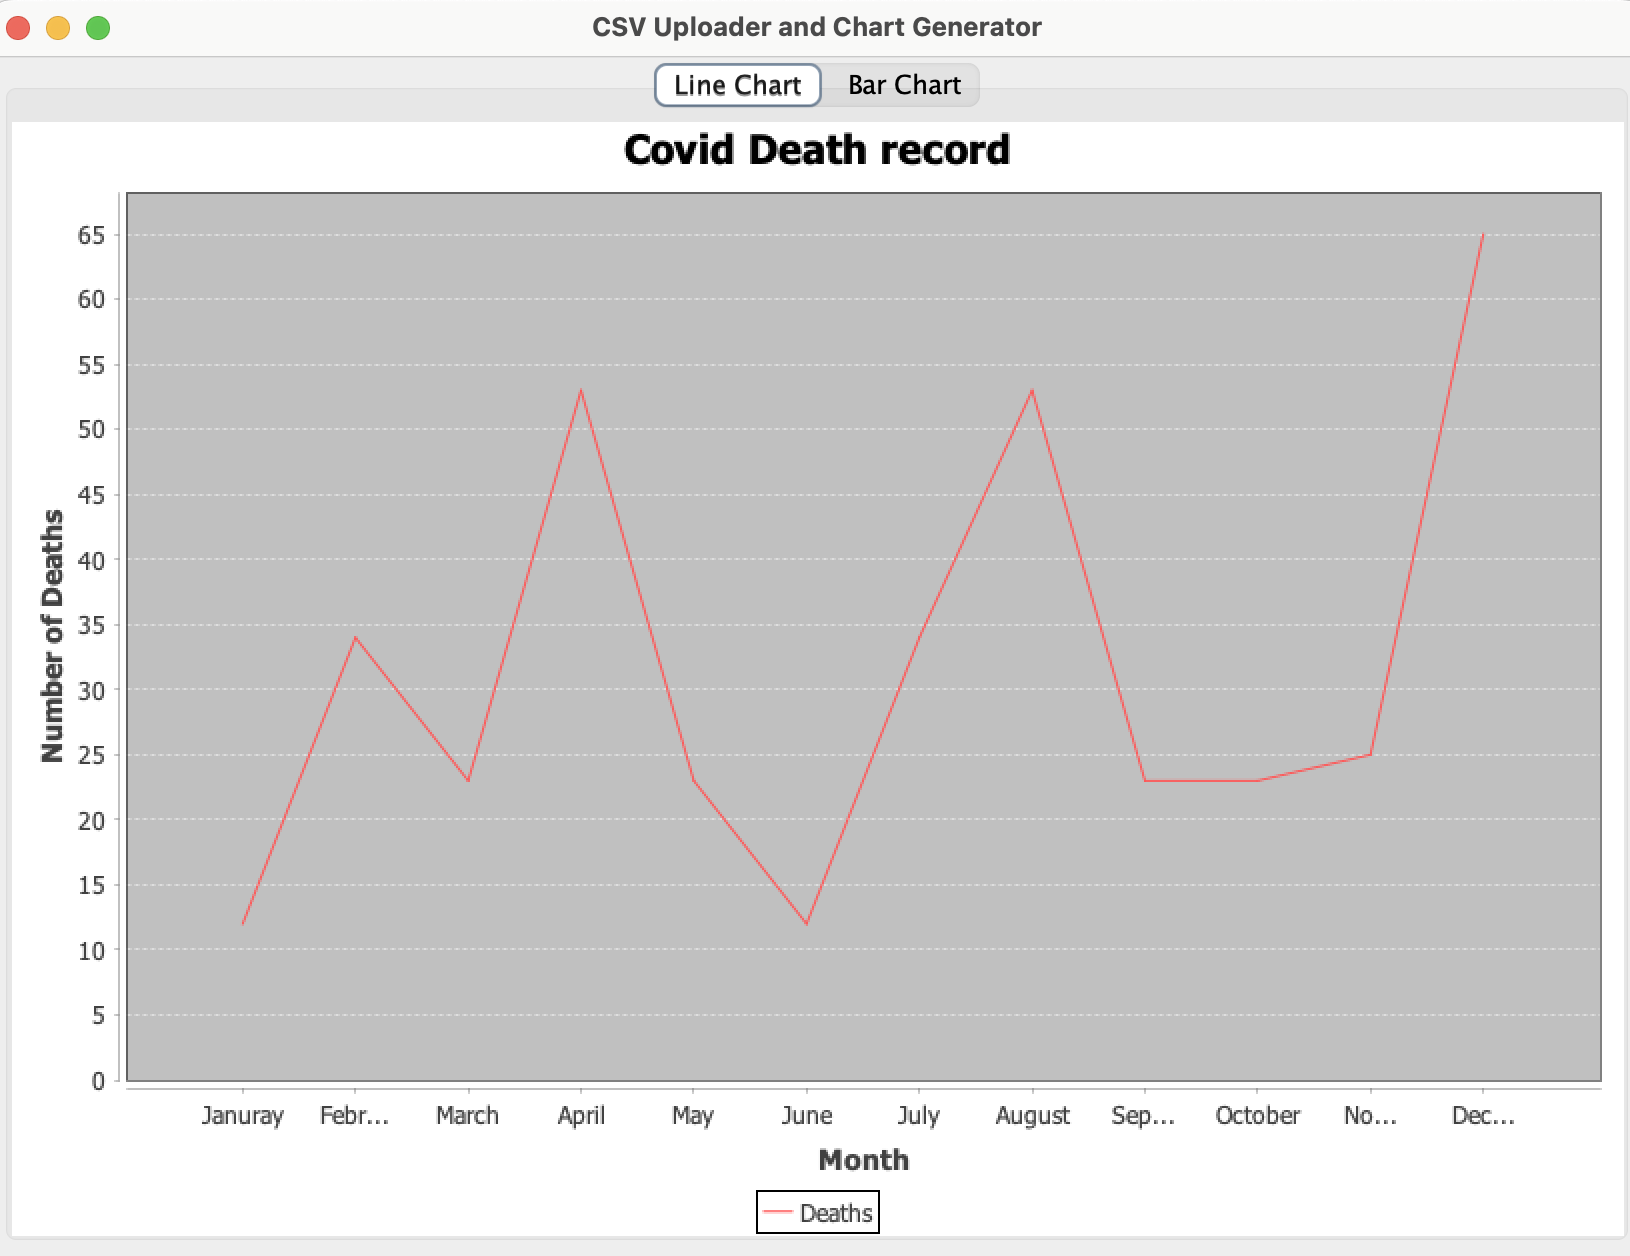 CSV Uploader and Chart Generator
Line Chart Bar Chart
Covid Death record
65
60
55
50
45
40
35
30
25
20
15
10
5
0
Number of Deaths
Januray Febr... March April May June July August Sep... October No... Dec...
Month
Deaths